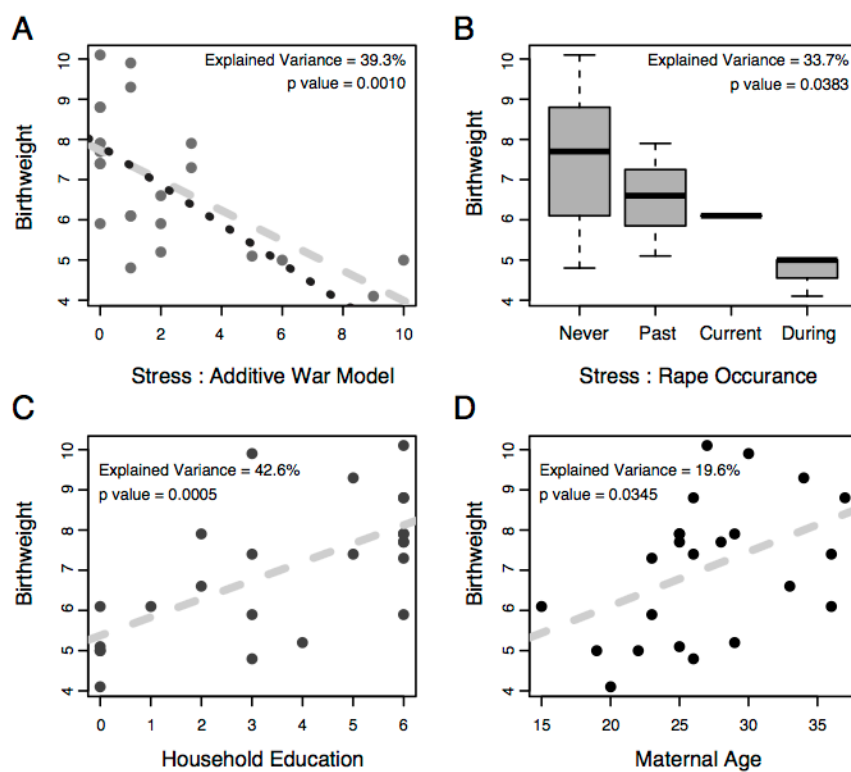 A
Explained Variance = 39.3%
p value = 0.0010
Birthweight
10
9
8
7
6
5
4
0 2 4 6 8 10
Stress : Additive War Model
B
Explained Variance = 33.7%
p value = 0.0383
Birthweight
10
9
8
7
6
5
4
Never Past Current During
Stress : Rape Occurance
C
Explained Variance = 42.6%
p value = 0.0005
Birthweight
10
9
8
7
6
5
4
0 1 2 3 4 5 6
Household Education
D
Explained Variance = 19.6%
p value = 0.0345
Birthweight
10
9
8
7
6
5
4
15 20 25 30 35
Maternal Age